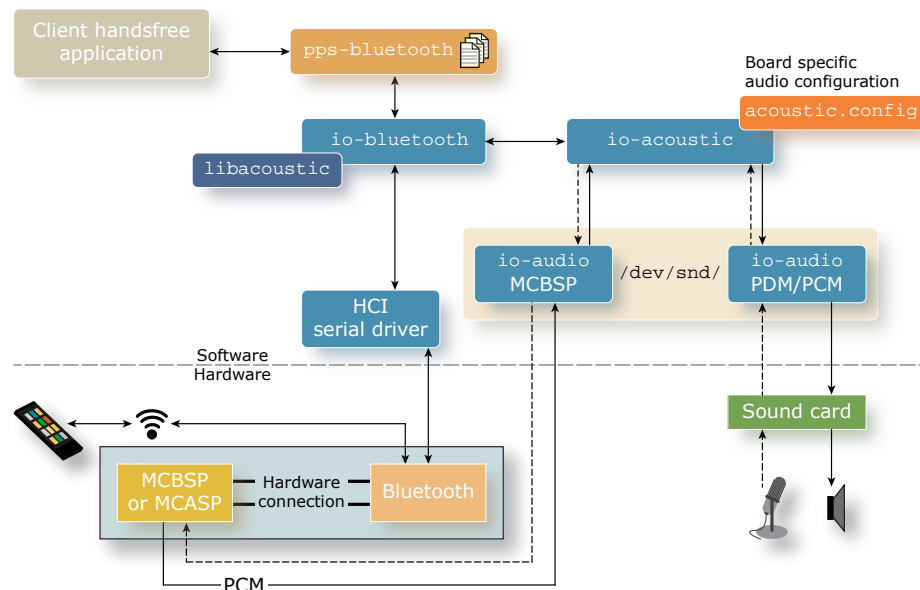 Client handsfree
application
pps-bluetooth
Board specific
audio configuration
acoustic.config
io-bluetooth
io-acoustic
libacoustic
io-audio
MCBSP
/dev/snd/
io-audio
PDM/PCM
HCI
serial driver
Software
Hardware
Sound card
MCBSP
or MCASP
Hardware
connection
Bluetooth
PCM